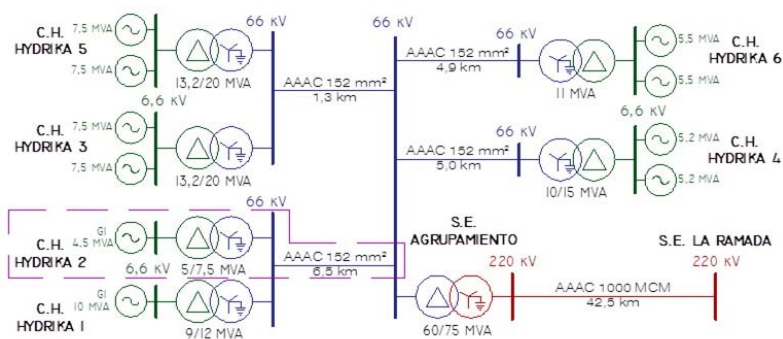 7,5 MVA
C.H.
HYDRIKA 5
7,5 MVA
13,2/20 MVA
66 KV
6,6 KV
C.H.
HYDRIKA 3
7,5 MVA
7,5 MVA
13,2/20 MVA
AAAC 152 mm²
1,3 km
66 KV
AAAC 152 mm²
4,9 km
66 KV
11 MVA
5,5 MVA
5,5 MVA
C.H.
HYDRIKA 6
6,6 KV
AAAC 152 mm²
5,0 km
66 KV
10/15 MVA
5,2 MVA
5,2 MVA
C.H.
HYDRIKA 4
C.H.
HYDRIKA 2
G1
4,5 MVA
5/7,5 MVA
6,6 KV
66 KV
AAAC 152 mm²
6,5 km
C.H.
HYDRIKA 1
G1
10 MVA
9/12 MVA
S.E.
AGRUPAMIENTO
60/75 MVA
220 KV
AAAC 1000 MCM
42,5 km
S.E. LA RAMADA
220 KV